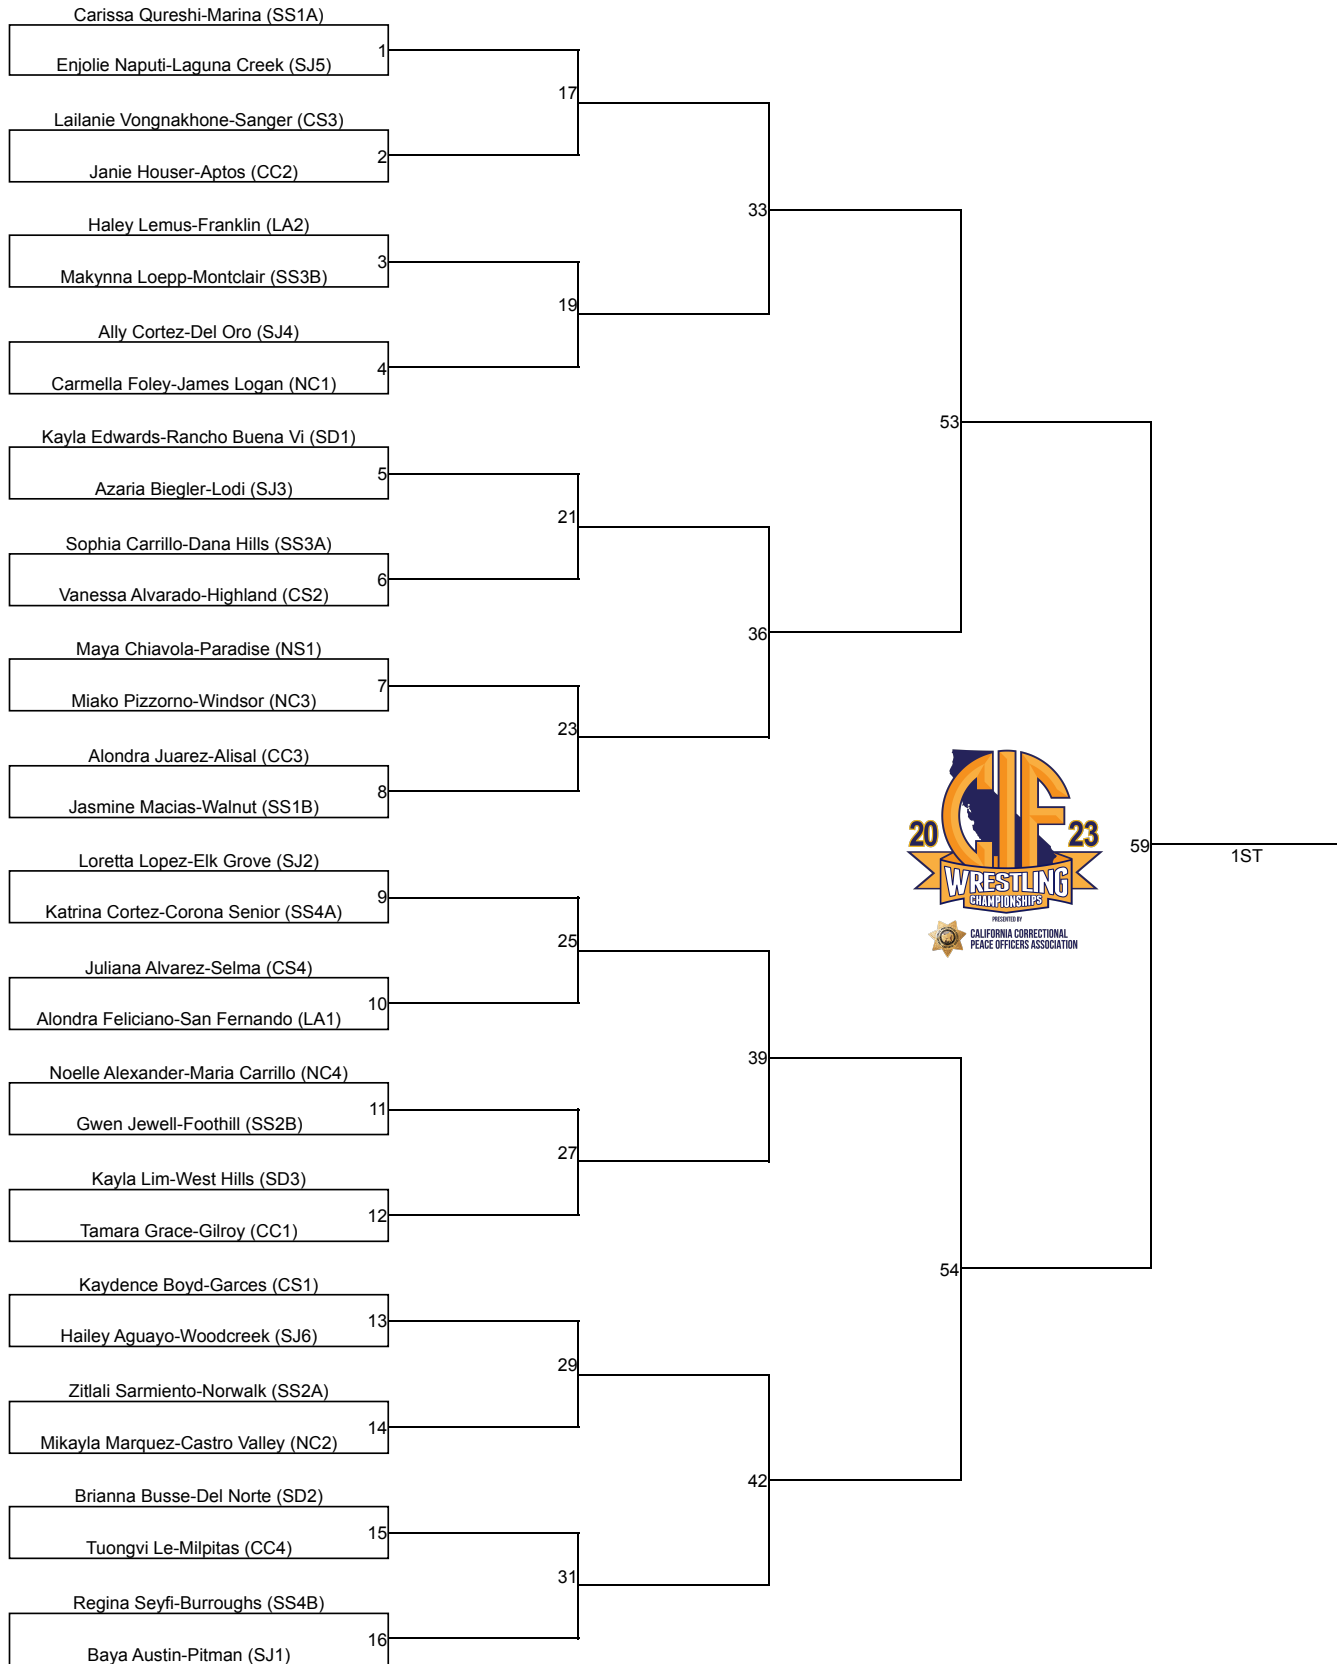 Carissa Qureshi-Marina (SS1A)
1
Enjolie Naputi-Laguna Creek (SJ5)
17
Lailanie Vongnakhone-Sanger (CS3)
2
Janie Houser-Aptos (CC2)
33
Haley Lemus-Franklin (LA2)
3
Makynna Loepp-Montclair (SS3B)
19
Ally Cortez-Del Oro (SJ4)
4
Carmella Foley-James Logan (NC1)
53
Kayla Edwards-Rancho Buena Vi (SD1)
5
Azaria Biegler-Lodi (SJ3)
21
Sophia Carrillo-Dana Hills (SS3A)
6
Vanessa Alvarado-Highland (CS2)
36
Maya Chiavola-Paradise (NS1)
7
Miako Pizzorno-Windsor (NC3)
23
Alondra Juarez-Alisal (CC3)
8
Jasmine Macias-Walnut (SS1B)
20 CIF 23
WRESTLING
CHAMPIONSHIPS
PRESENTED BY
CALIFORNIA CORRECTIONAL
PEACE OFFICERS ASSOCIATION
59
1ST
Loretta Lopez-Elk Grove (SJ2)
9
Katrina Cortez-Corona Senior (SS4A)
25
Juliana Alvarez-Selma (CS4)
10
Alondra Feliciano-San Fernando (LA1)
39
Noelle Alexander-Maria Carrillo (NC4)
11
Gwen Jewell-Foothill (SS2B)
27
Kayla Lim-West Hills (SD3)
12
Tamara Grace-Gilroy (CC1)
54
Kaydence Boyd-Garces (CS1)
13
Hailey Aguayo-Woodcreek (SJ6)
29
Zitlali Sarmiento-Norwalk (SS2A)
14
Mikayla Marquez-Castro Valley (NC2)
42
Brianna Busse-Del Norte (SD2)
15
Tuongvi Le-Milpitas (CC4)
31
Regina Seyfi-Burroughs (SS4B)
16
Baya Austin-Pitman (SJ1)